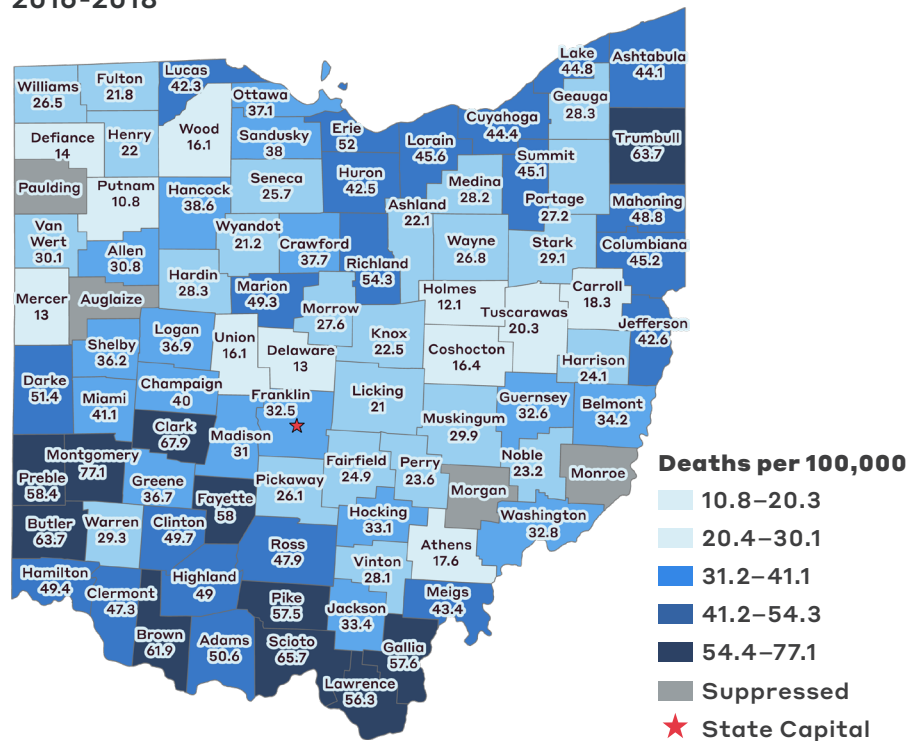 2016-2018
Lake
44.8
Ashtabula
44.1
Lucas
42.3
Williams
26.5
Fulton
21.8
Ottawa
37.1
Geauga
28.3
Defiance
14
Henry
22
Wood
16.1
Sandusky
38
Erie
52
Lorain
45.6
Cuyahoga
44.4
Trumbull
63.7
Summit
45.1
Paulding
Putnam
10.8
Hancock
38.6
Seneca
25.7
Huron
42.5
Medina
28.2
Portage
27.2
Mahoning
48.8
Ashland
22.1
Van
Wert
30.1
Allen
30.8
Wyandot
21.2
Crawford
37.7
Richland
54.3
Wayne
26.8
Stark
29.1
Columbiana
45.2
Mercer
13
Auglaize
Hardin
28.3
Marion
49.3
Morrow
27.6
Holmes
12.1
Tuscarawas
20.3
Carroll
18.3
Jefferson
42.6
Shelby
36.2
Logan
36.9
Union
16.1
Delaware
13
Knox
22.5
Coshocton
16.4
Harrison
24.1
Darke
51.4
Miami
41.1
Champaign
40
Franklin
32.5
Licking
21
Muskingum
29.9
Guernsey
32.6
Belmont
34.2
Clark
67.9
Madison
31
Preble
58.4
Montgomery
77.1
Greene
36.7
Fayette
58
Pickaway
26.1
Fairfield
24.9
Perry
23.6
Morgan
Noble
23.2
Monroe
Butler
63.7
Warren
29.3
Clinton
49.7
Ross
47.9
Hocking
33.1
Athens
17.6
Washington
32.8
Hamilton
49.4
Clermont
47.3
Highland
49
Pike
57.5
Vinton
28.1
Jackson
33.4
Meigs
43.4
Brown
61.9
Adams
50.6
Scioto
65.7
Gallia
57.6
Lawrence
56.3
Deaths per 100,000
10.8–20.3
20.4–30.1
31.2–41.1
41.2–54.3
54.4–77.1
Suppressed
State Capital